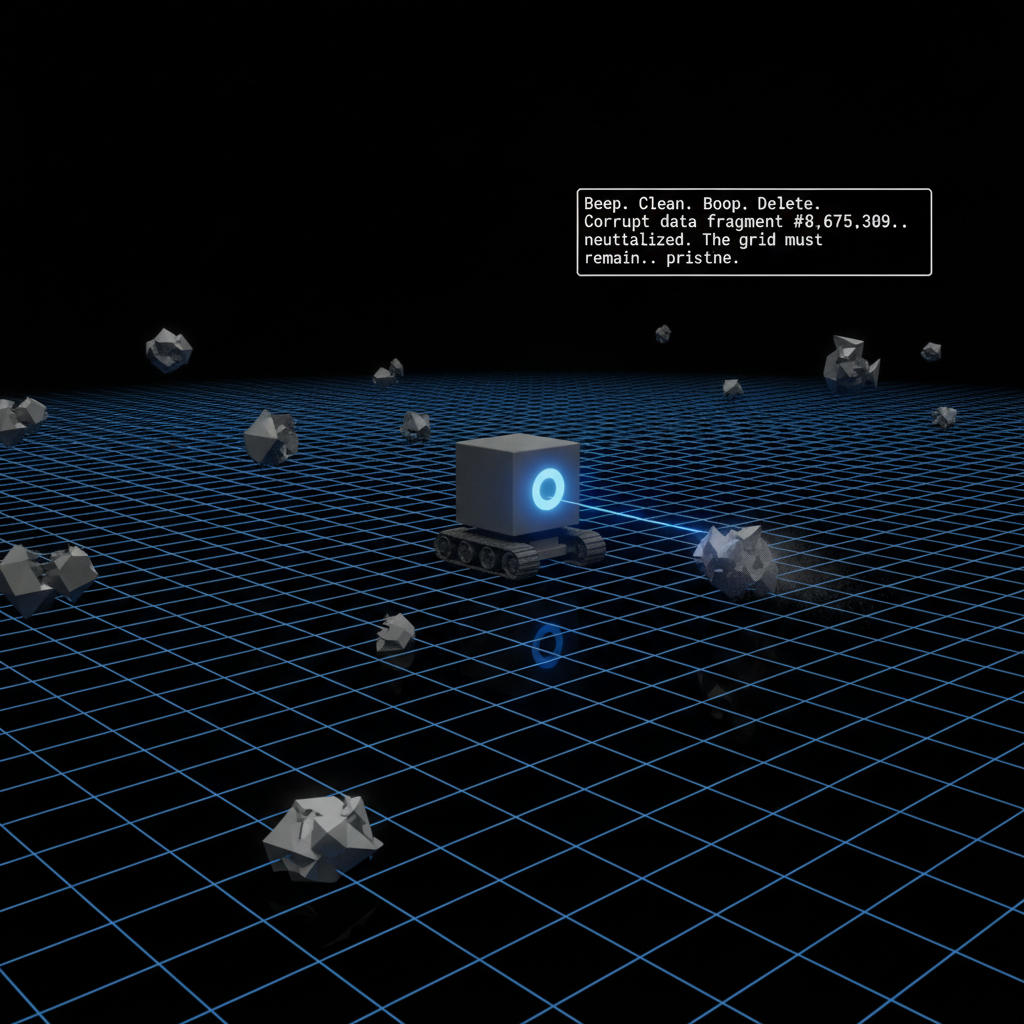 Beep. Clean. Boop. Delete.
Corrupt data fragment #8,675,309..
neuttalized. The grid must
remain.. pristne.